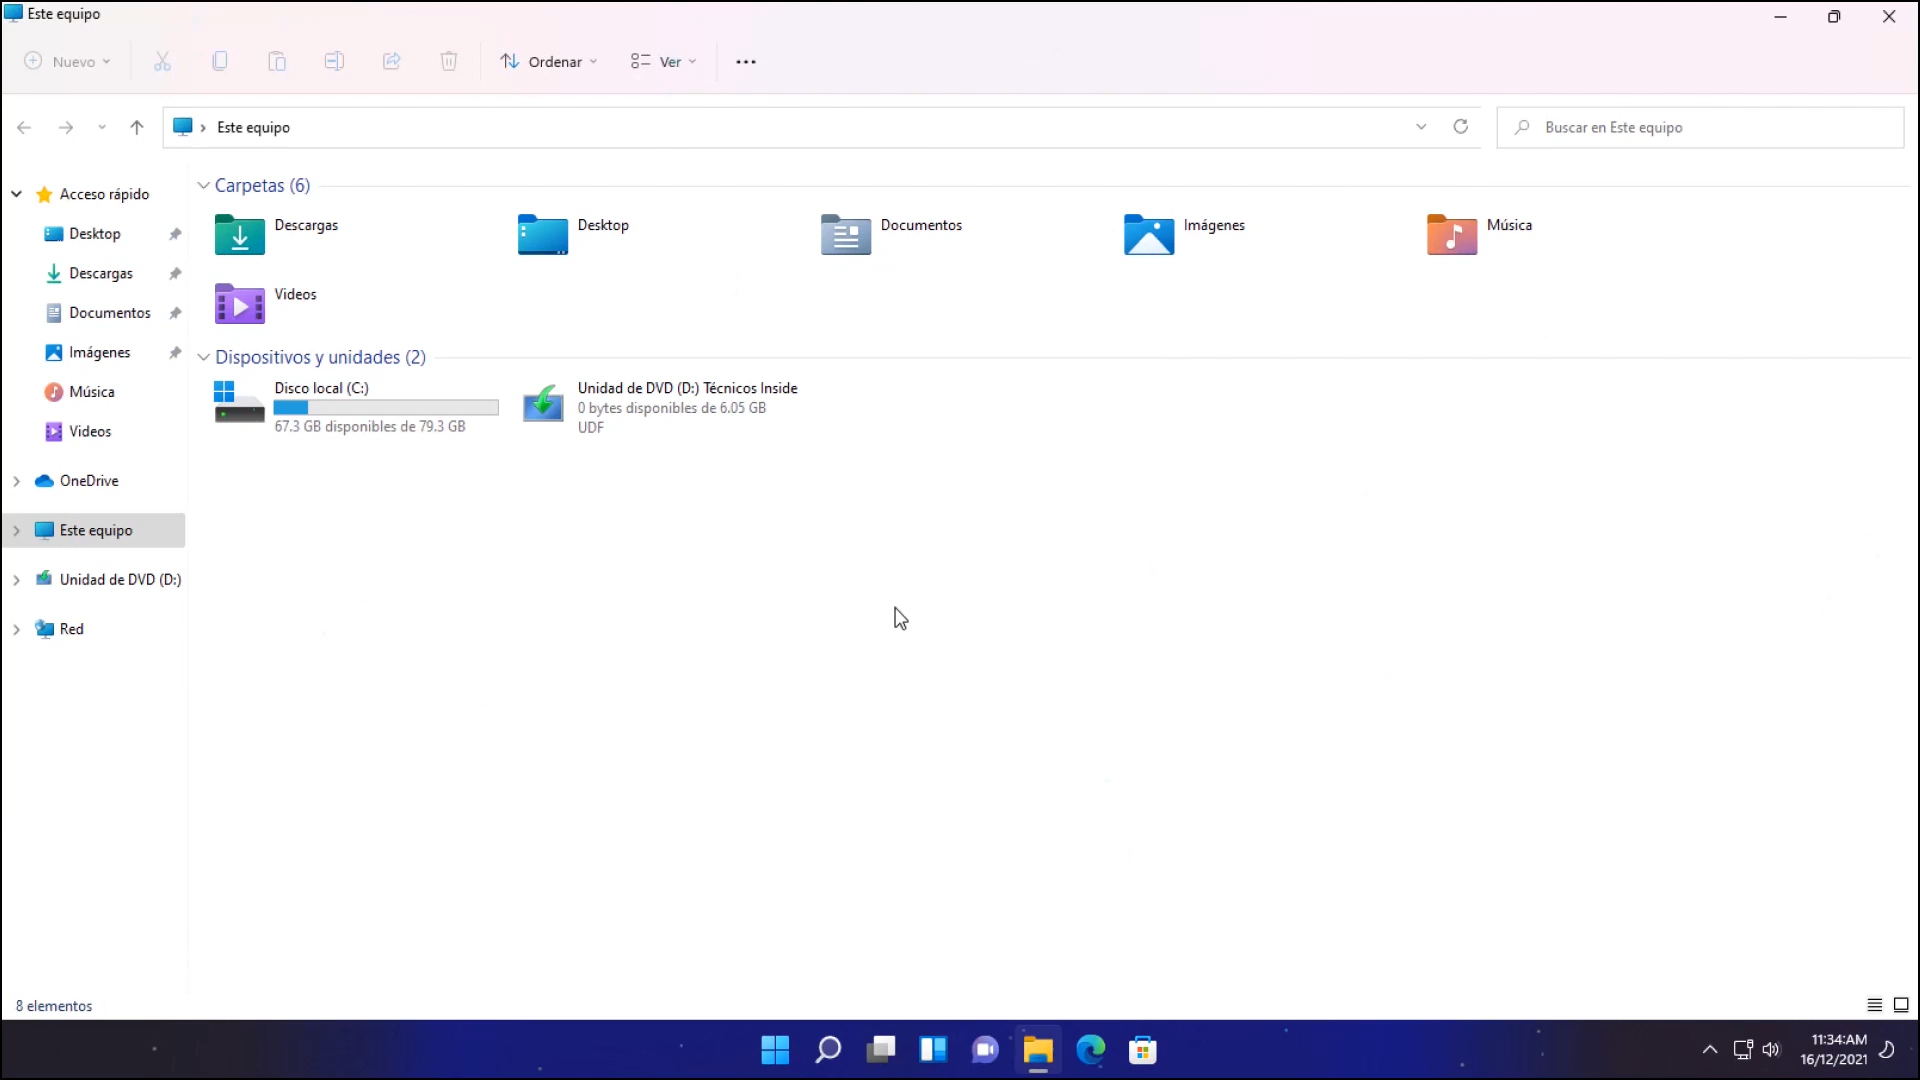 Este equipo
Nuevo
Ordenar
Ver
Este equipo
Buscar en Este equipo
Acceso rápido
Desktop
Descargas
Documentos
Imágenes
Música
Videos
OneDrive
Este equipo
Unidad de DVD (D:)
Red
Carpetas (6)
Descargas
Desktop
Documentos
Imágenes
Música
Videos
Dispositivos y unidades (2)
Disco local (C:)
67.3 GB disponibles de 79.3 GB
Unidad de DVD (D:) Técnicos Inside
0 bytes disponibles de 6.05 GB
UDF
8 elementos
11:34:AM
16/12/2021